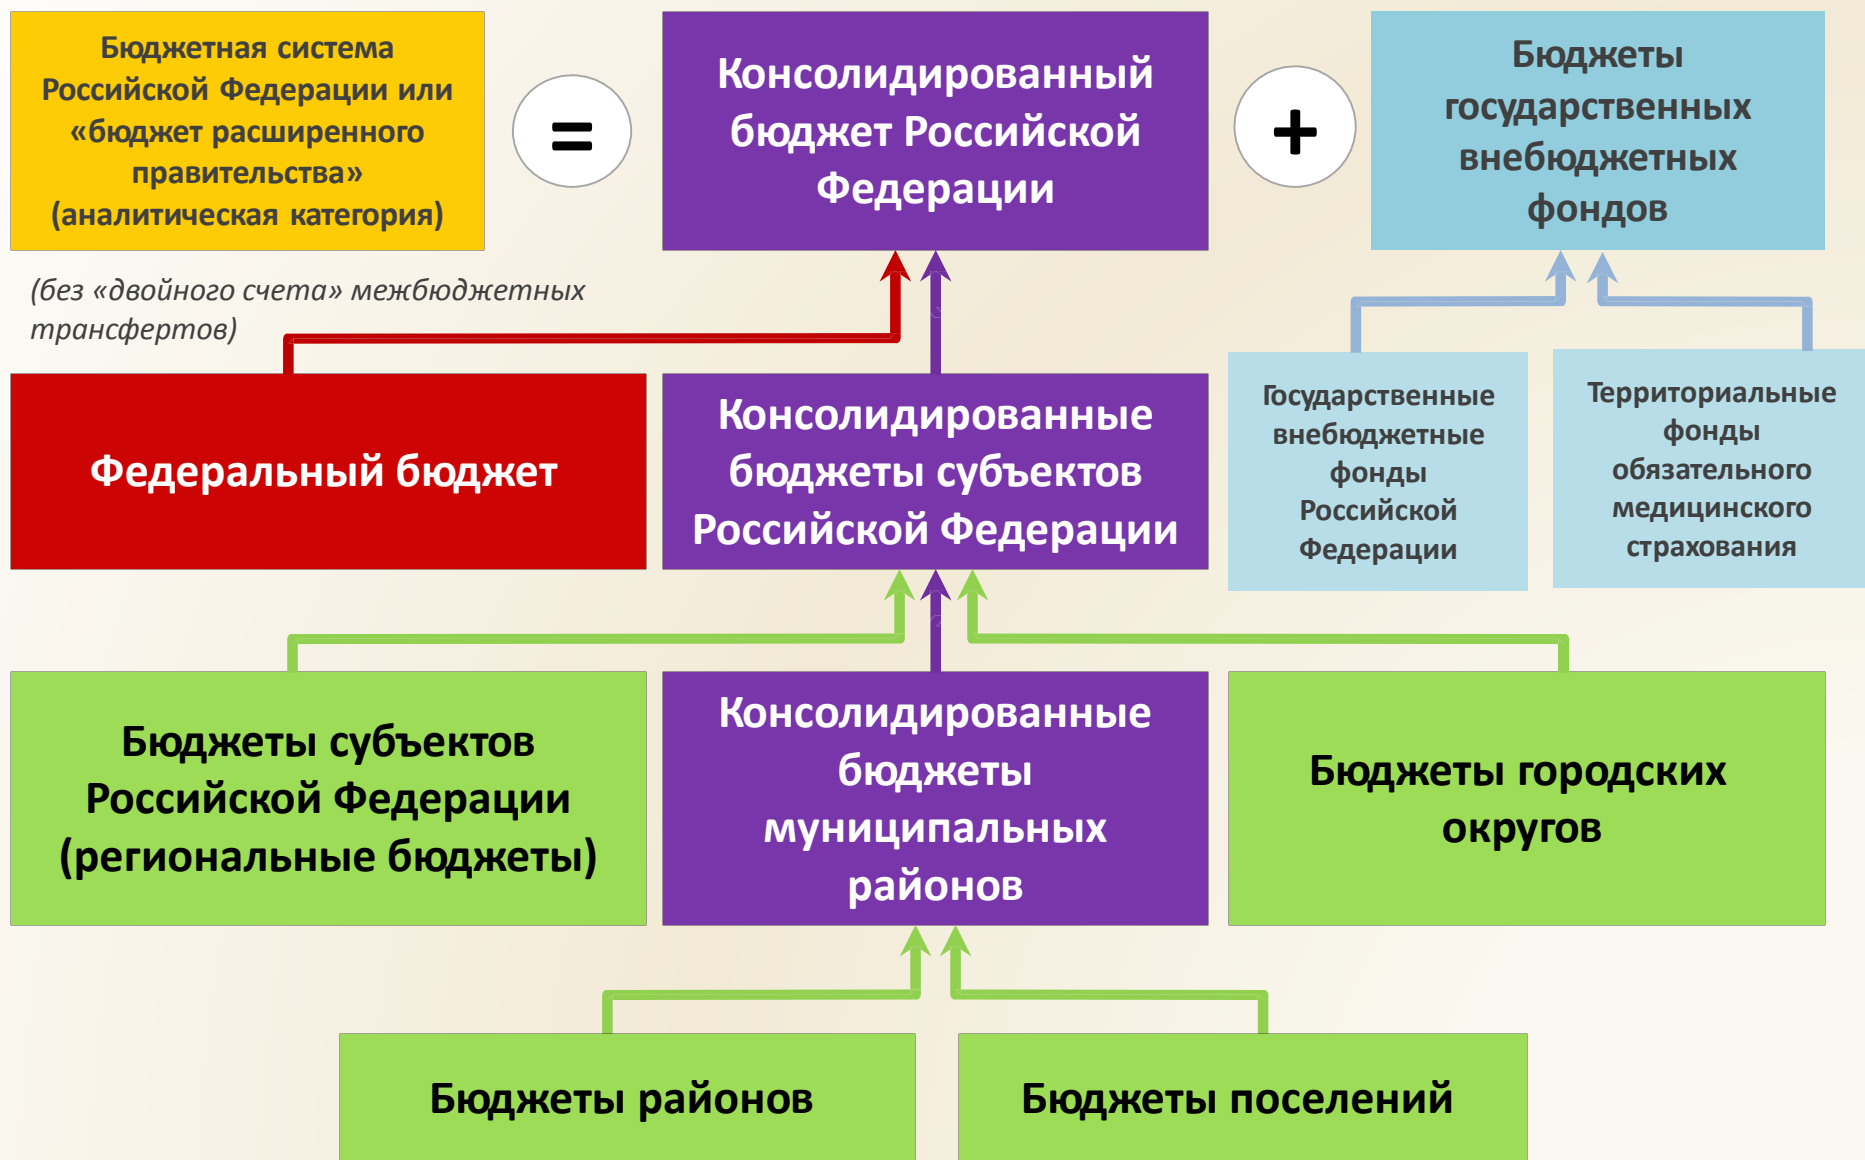 Бюджетная система
Российской Федерации или
«бюджет расширенного
правительства»
(аналитическая категория)
=
Консолидированный
бюджет Российской
Федерации
+
Бюджеты
государственных
внебюджетных
фондов
(без «двойного счета» межбюджетных
трансфертов)
Федеральный бюджет
Консолидированные
бюджеты субъектов
Российской Федерации
Государственные
внебюджетные
фонды
Российской
Федерации
Территориальные
фонды
обязательного
медицинского
страхования
Бюджеты субъектов
Российской Федерации
(региональные бюджеты)
Консолидированные
бюджеты
муниципальных
районов
Бюджеты городских
округов
Бюджеты районов
Бюджеты поселений